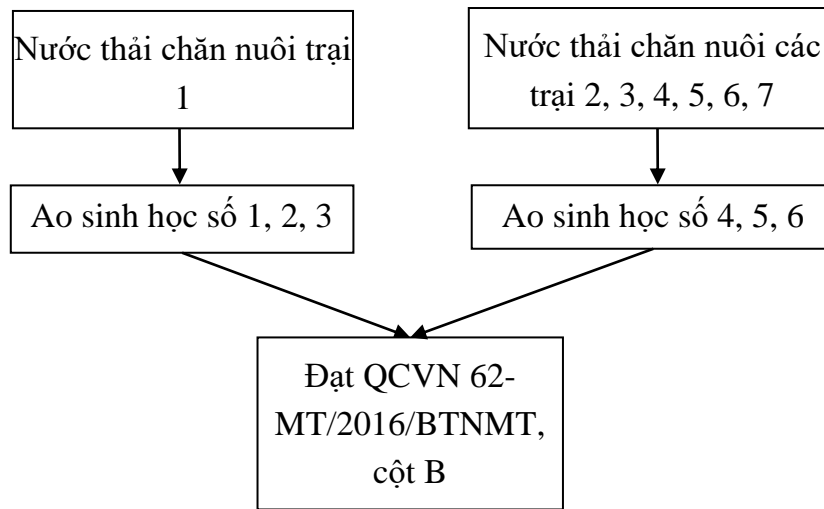 Nước thải chăn nuôi trại
1
Nước thải chăn nuôi các
trại 2, 3, 4, 5, 6, 7
Ao sinh học số 1, 2, 3
Ao sinh học số 4, 5, 6
Đạt QCVN 62-
MT/2016/BTNMT,
cột B